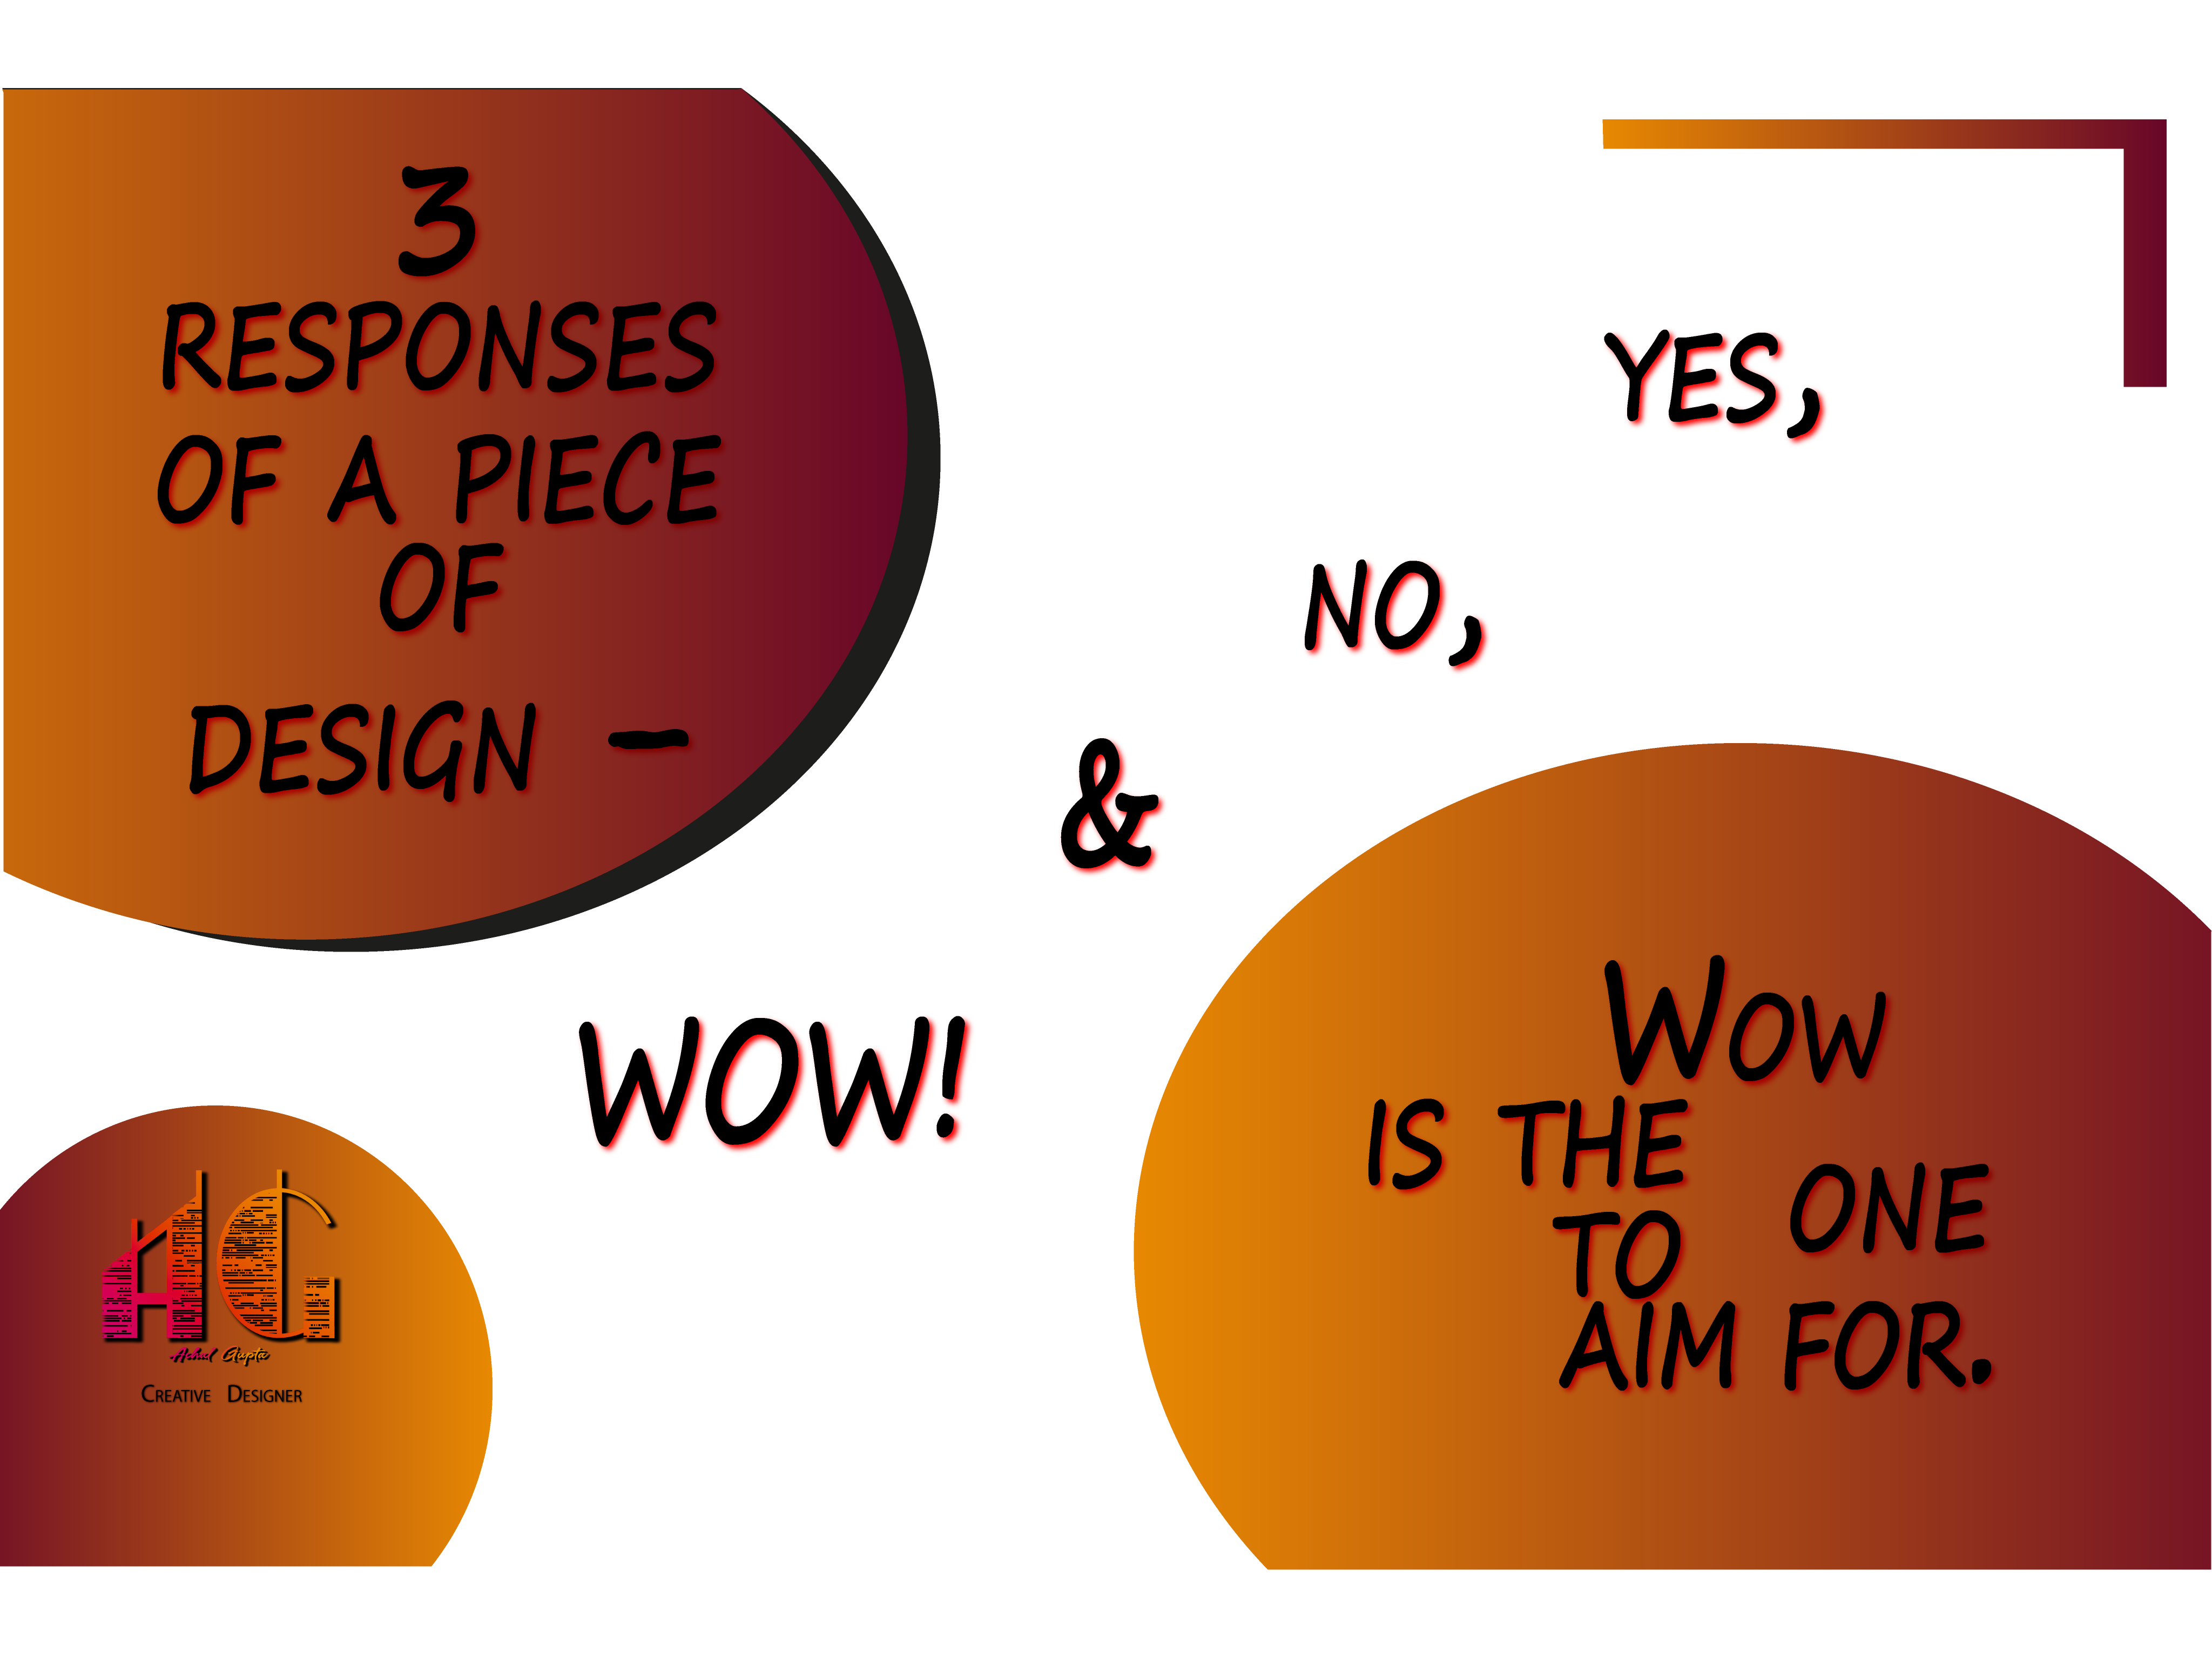 3
RESPONSES
OF A PIECE
OF
DESIGN –
YES,
NO,
&
WOW!
WOW
IS THE
ONE
TO
AIM FOR.
AG
Achal Gupta
CREATIVE DESIGNER